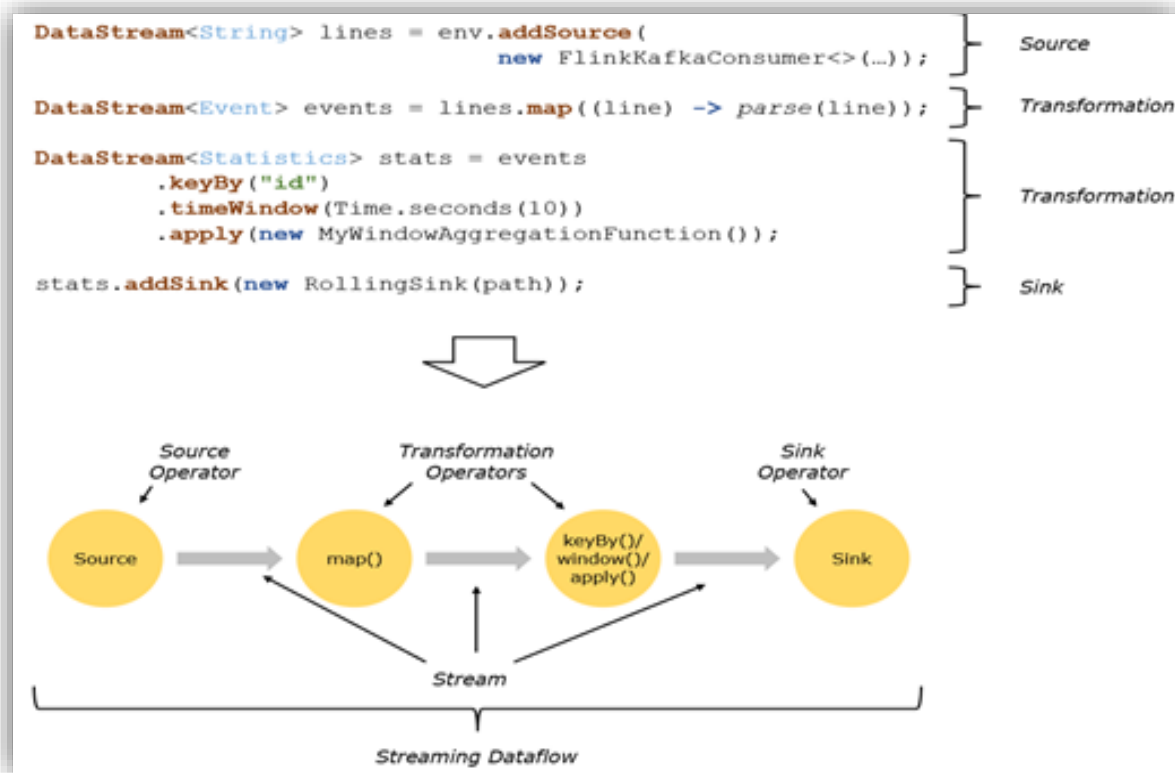 DataStream<String> lines = env.addSource(
new FlinkKafkaConsumer<>(…));
Source
DataStream<Event> events = lines.map((line) -> parse(line));
Transformation
DataStream<Statistics> stats = events
.keyBy("id")
.timeWindow(Time.seconds(10))
.apply(new MyWindowAggregationFunction());
Transformation
stats.addSink(new RollingSink(path));
Sink
Source
Operator
Transformation
Operators
Sink
Operator
Source
map()
keyBy()/
window()/
apply()
Sink
Stream
Streaming Dataflow